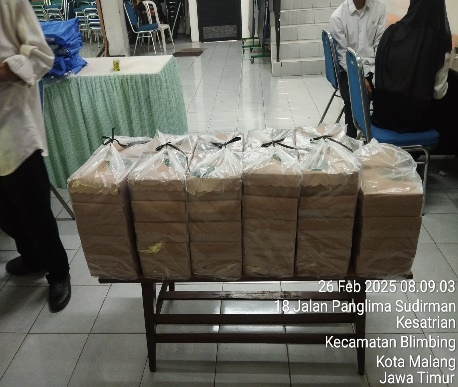 26 Feb 2025 08.09.03
18 Jalan Panglima Sudirman
Kesatrian
Kecamatan Blimbing
Kota Malang
Jawa Timur